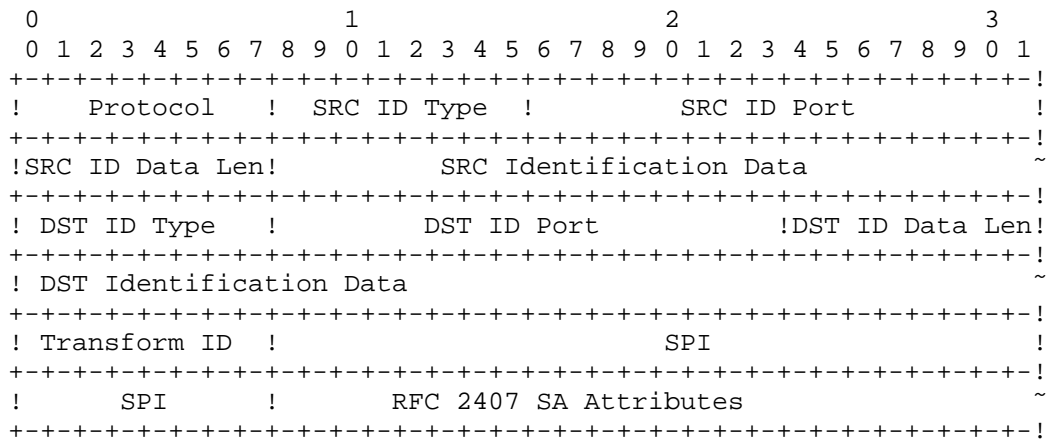 0                   1                   2                   3
0 1 2 3 4 5 6 7 8 9 0 1 2 3 4 5 6 7 8 9 0 1 2 3 4 5 6 7 8 9 0 1
+-+-+-+-+-+-+-+-+-+-+-+-+-+-+-+-+-+-+-+-+-+-+-+-+-+-+-+-+-+-+-+-!
!    Protocol   !  SRC ID Type  !         SRC ID Port           !
+-+-+-+-+-+-+-+-+-+-+-+-+-+-+-+-+-+-+-+-+-+-+-+-+-+-+-+-+-+-+-+-!
!SRC ID Data Len!          SRC Identification Data              ~
+-+-+-+-+-+-+-+-+-+-+-+-+-+-+-+-+-+-+-+-+-+-+-+-+-+-+-+-+-+-+-+-!
! DST ID Type   !         DST ID Port           !DST ID Data Len!
+-+-+-+-+-+-+-+-+-+-+-+-+-+-+-+-+-+-+-+-+-+-+-+-+-+-+-+-+-+-+-+-!
! DST Identification Data                                       ~
+-+-+-+-+-+-+-+-+-+-+-+-+-+-+-+-+-+-+-+-+-+-+-+-+-+-+-+-+-+-+-+-!
! Transform ID  !                        SPI                    !
+-+-+-+-+-+-+-+-+-+-+-+-+-+-+-+-+-+-+-+-+-+-+-+-+-+-+-+-+-+-+-+-!
!      SPI      !       RFC 2407 SA Attributes                  ~
+-+-+-+-+-+-+-+-+-+-+-+-+-+-+-+-+-+-+-+-+-+-+-+-+-+-+-+-+-+-+-+-!